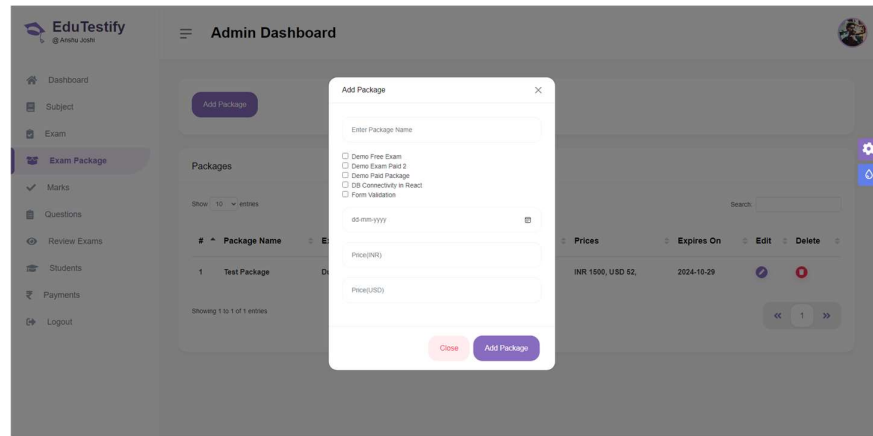 EduTestify
@ Anshu Joshi
Admin Dashboard
Dashboard
Subject
Exam
Exam Package
Marks
Questions
Review Exams
Students
Payments
Logout
Add Package
Packages
Show 10 entries
Search:
# Package Name
Prices
Expires On
Edit
Delete
1 Test Package
INR 1500, USD 52,
2024-10-29
Showing 1 to 1 of 1 entries
« 1 »
Add Package
Enter Package Name
Demo Free Exam
Demo Exam Paid 2
Demo Paid Package
DB Connectivity in React
Form Validation
dd-mm-yyyy
Price(INR)
Price(USD)
Close
Add Package